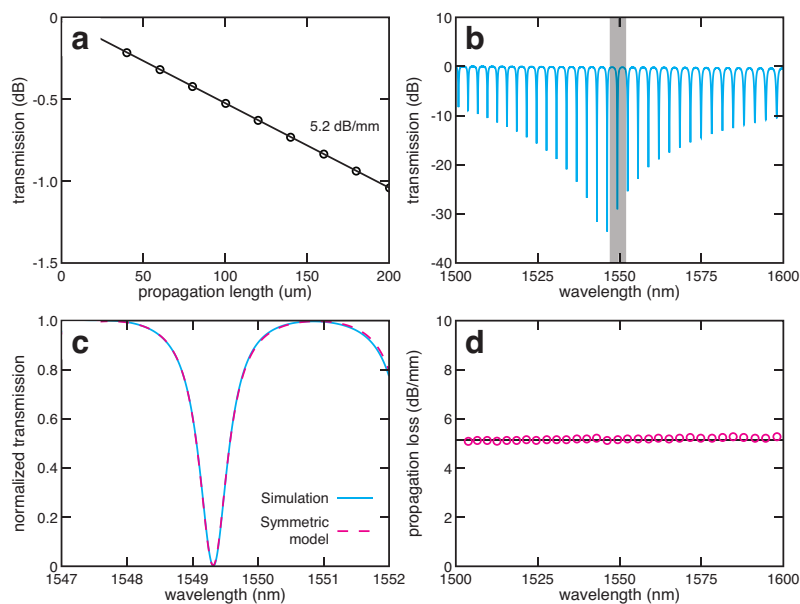 a
0
-0.5
-1.0
-1.5
0
50
100
150
200
5.2 dB/mm
transmission (dB)
propagation length (um)
b
10
0
-10
-20
-30
-40
1500
1525
1550
1575
1600
transmission (dB)
wavelength (nm)
c
1.0
0.8
0.6
0.4
0.2
0
1547
1548
1549
1550
1551
1552
normalized transmission
wavelength (nm)
Simulation
Symmetric
model
d
10
8
6
4
2
0
1500
1525
1550
1575
1600
propagation loss (dB/mm)
wavelength (nm)